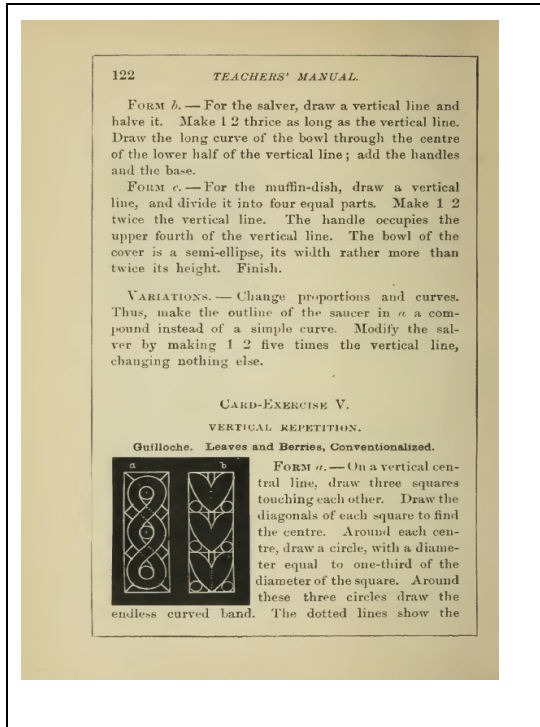 122 TEACHERS' MANUAL.
FORM b. — For the salver, draw a vertical line and
halve it. Make 1 2 thrice as long as the vertical line.
Draw the long curve of the bowl through the centre
of the lower half of the vertical line; add the handles
and the base.
FORM c. — For the muffin-dish, draw a vertical
line, and divide it into four equal parts. Make 1 2
twice the vertical line. The handle occupies the
upper fourth of the vertical line. The bowl of the
cover is a semi-ellipse, its width rather more than
twice its height. Finish.
VARIATIONS. — Change proportions and curves.
Thus, make the outline of the saucer in a a com-
pound instead of a simple curve. Modify the sal-
ver by making 1 2 five times the vertical line,
changing nothing else.
CARD-EXERCISE V.
VERTICAL REPETITION.
Guilloche. Leaves and Berries, Conventionalized.
a b
FORM a. — On a vertical cen-
tral line, draw three squares
touching each other. Draw the
diagonals of each square to find
the centre. Around each cen-
tre, draw a circle, with a diame-
ter equal to one-third of the
diameter of the square. Around
these three circles draw the
endless curved band. The dotted lines show the